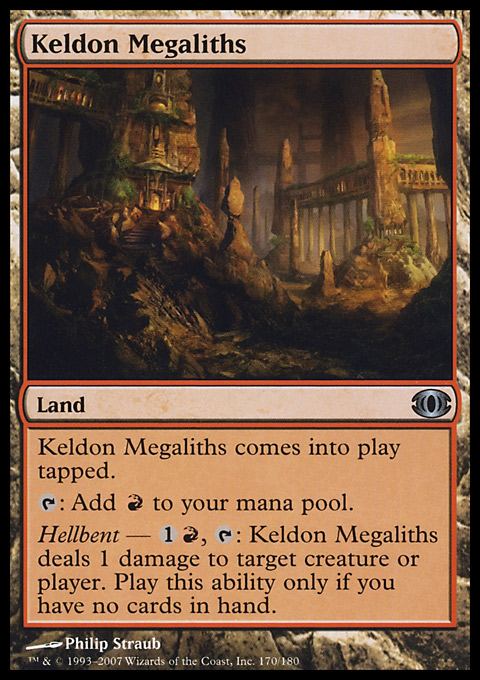 Keldon Megaliths
Land
Keldon Megaliths comes into play
tapped.
: Add to your mana pool.
Hellbent — 1 , : Keldon Megaliths
deals 1 damage to target creature or
player. Play this ability only if you
have no cards in hand.
Philip Straub
™ & © 1993–2007 Wizards of the Coast, Inc. 170/180